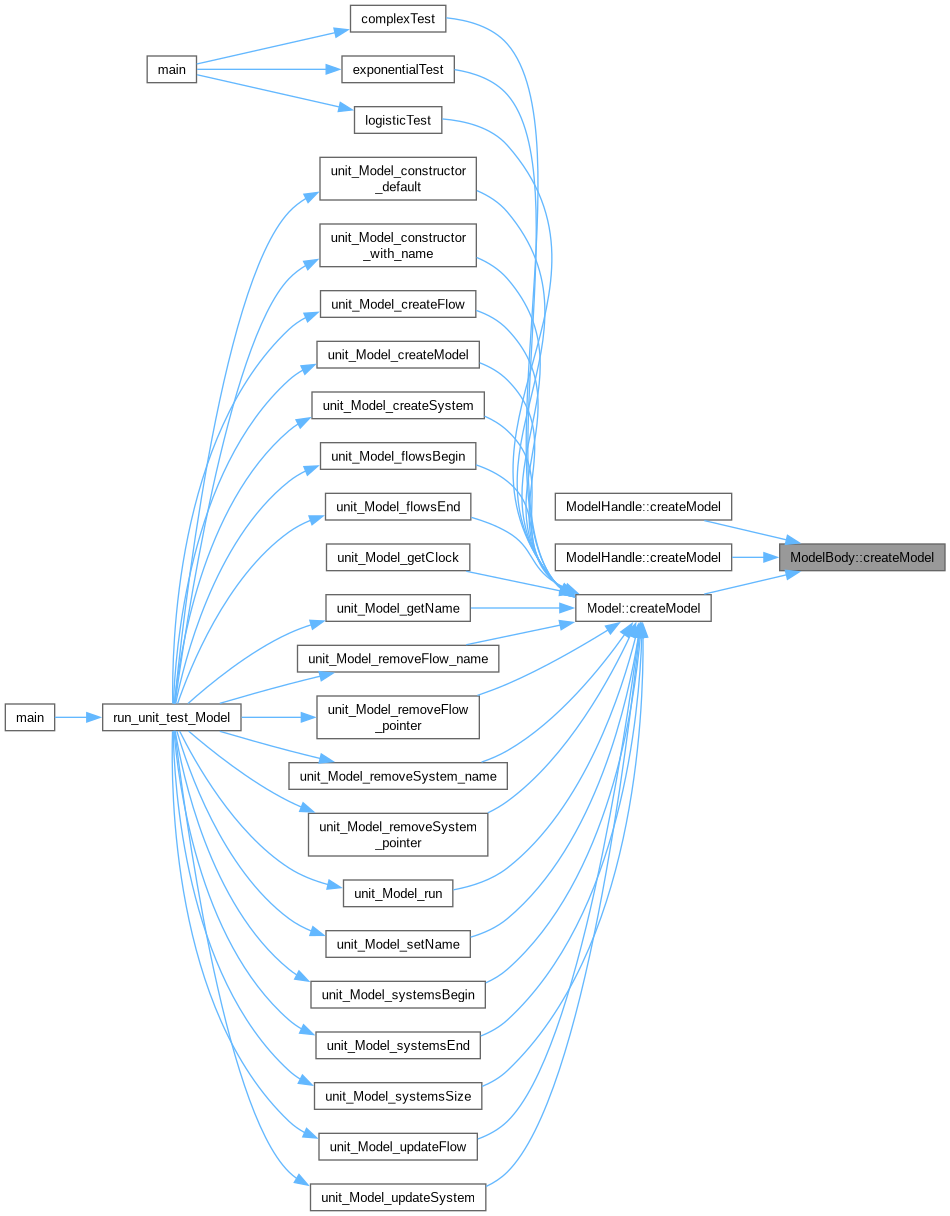 complexTest
main
exponentialTest
logisticTest
unit_Model_constructor
_default
unit_Model_constructor
_with_name
unit_Model_createFlow
unit_Model_createModel
unit_Model_createSystem
unit_Model_flowsBegin
unit_Model_flowsEnd
ModelHandle::createModel
unit_Model_getClock
ModelHandle::createModel
ModelBody::createModel
unit_Model_getName
Model::createModel
unit_Model_removeFlow_name
main
run_unit_test_Model
unit_Model_removeFlow
_pointer
unit_Model_removeSystem_name
unit_Model_removeSystem
_pointer
unit_Model_run
unit_Model_setName
unit_Model_systemsBegin
unit_Model_systemsEnd
unit_Model_systemsSize
unit_Model_updateFlow
unit_Model_updateSystem